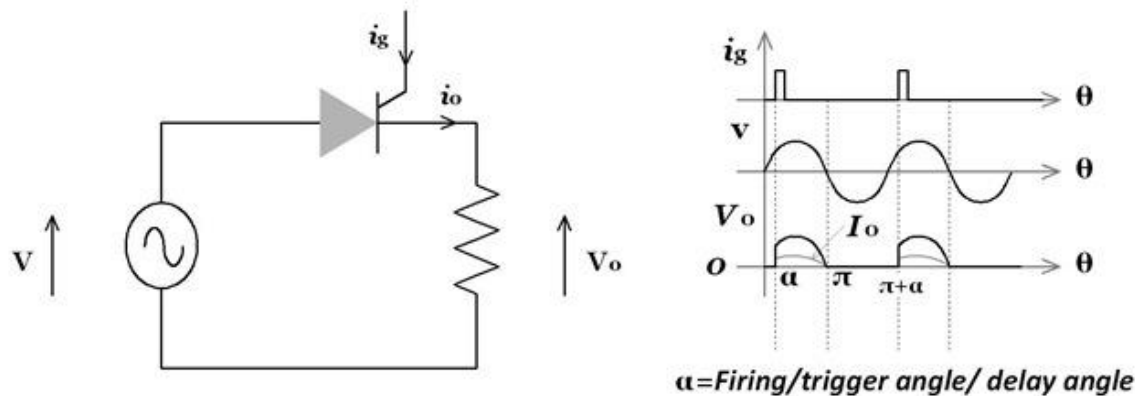 ig
io
V
Vo
ig
θ
v
θ
Vo
Io
o
α
π
π+α
θ
α=Firing/trigger angle/ delay angle